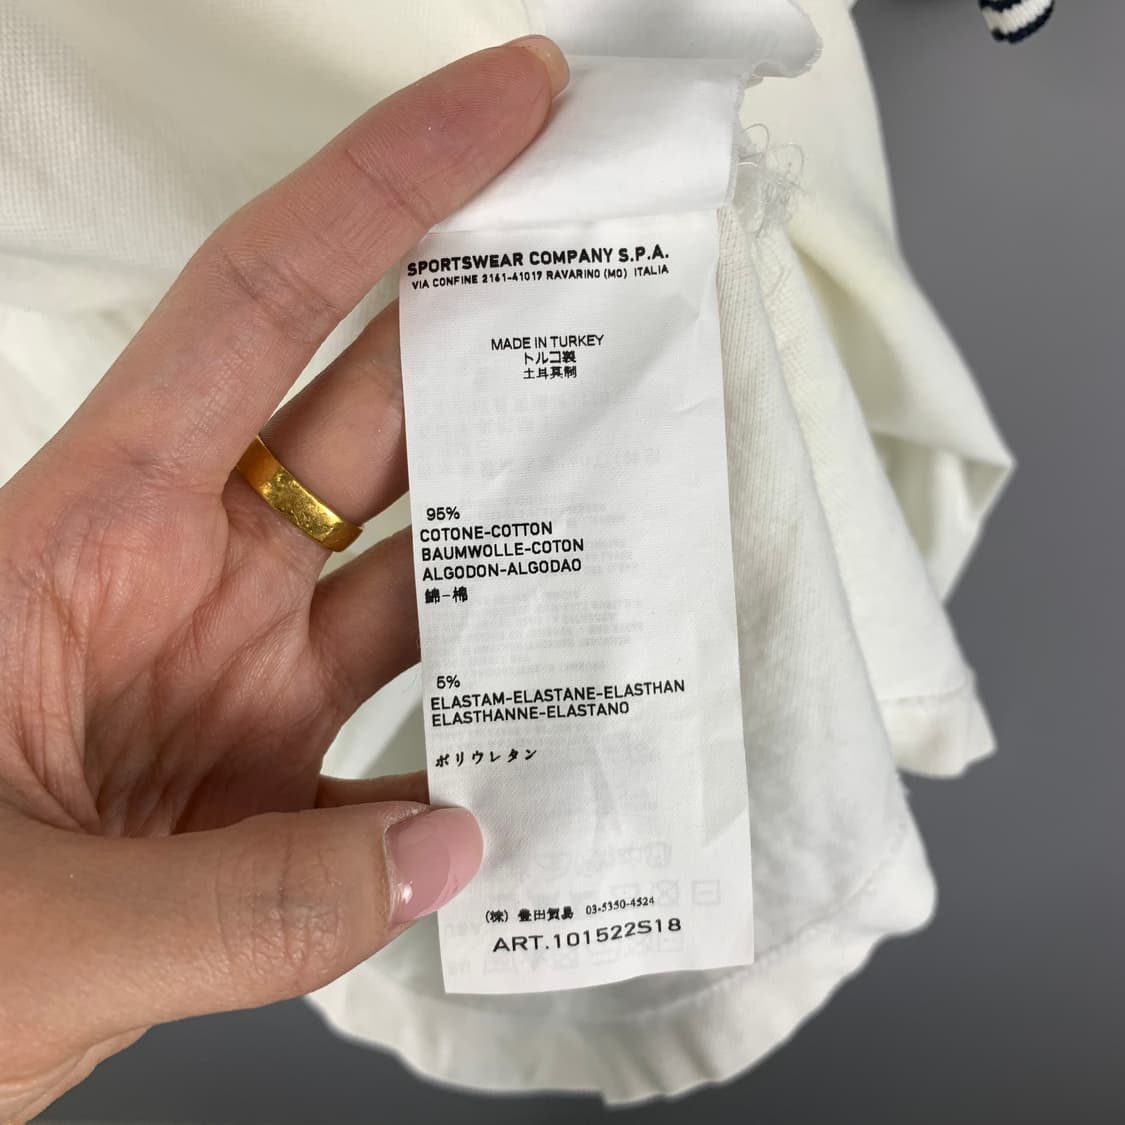 SPORTSWEAR COMPANY S.P.A.
VIA CONFINE 2161-41017 RAVARINO (MO) ITALIA
MADE IN TURKEY
トルコ製
土耳其制
95%
COTONE-COTTON
BAUMWOLLE-COTON
ALGODON-ALGODAO
綿-棉
5%
ELASTAM-ELASTANE-ELASTHAN
ELASTHANNE-ELASTANO
ポリウレタン
(株) 豊田貿易 03-5350-4524
ART.101522S18